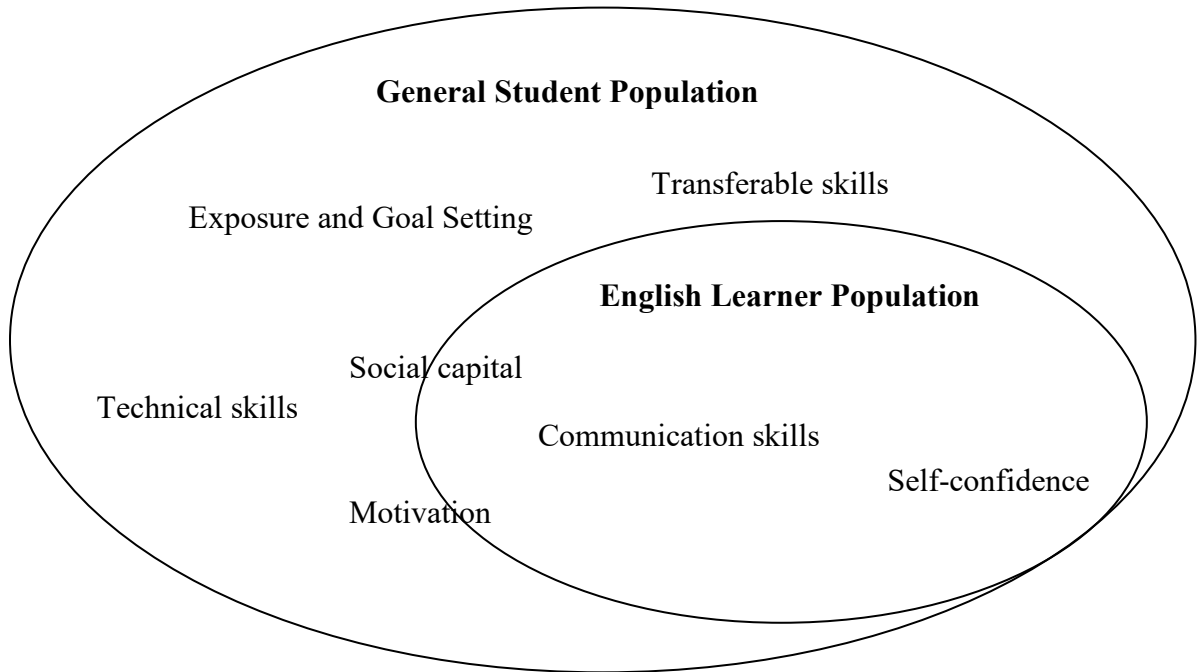 General Student Population
Transferable skills
Exposure and Goal Setting
English Learner Population
Social capital
Technical skills
Communication skills
Self-confidence
Motivation